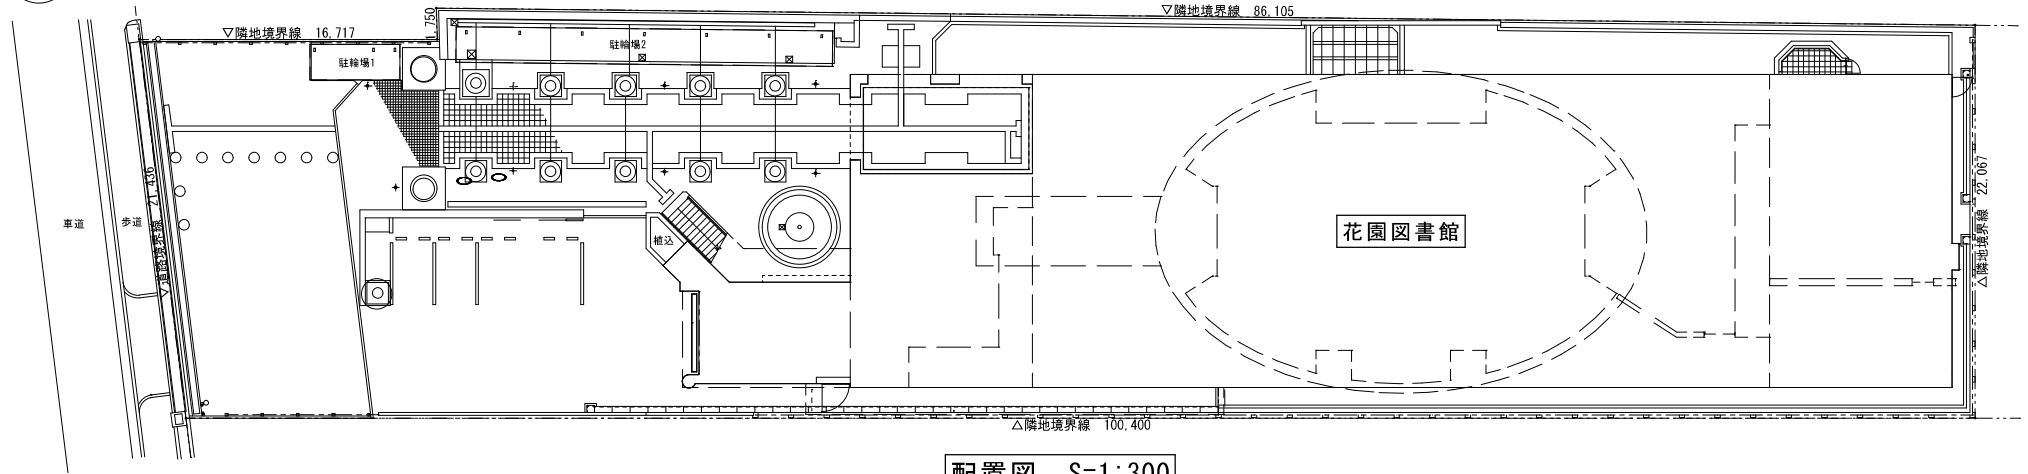 ▽隣地境界線 86,105
750
▽隣地境界線 16,717
駐輪場2
駐輪場1
車道
歩道
▽道路境界線 21,436
植込
花園図書館
△隣地境界線 22,067
△隣地境界線 100,400
配置図 S=1:300